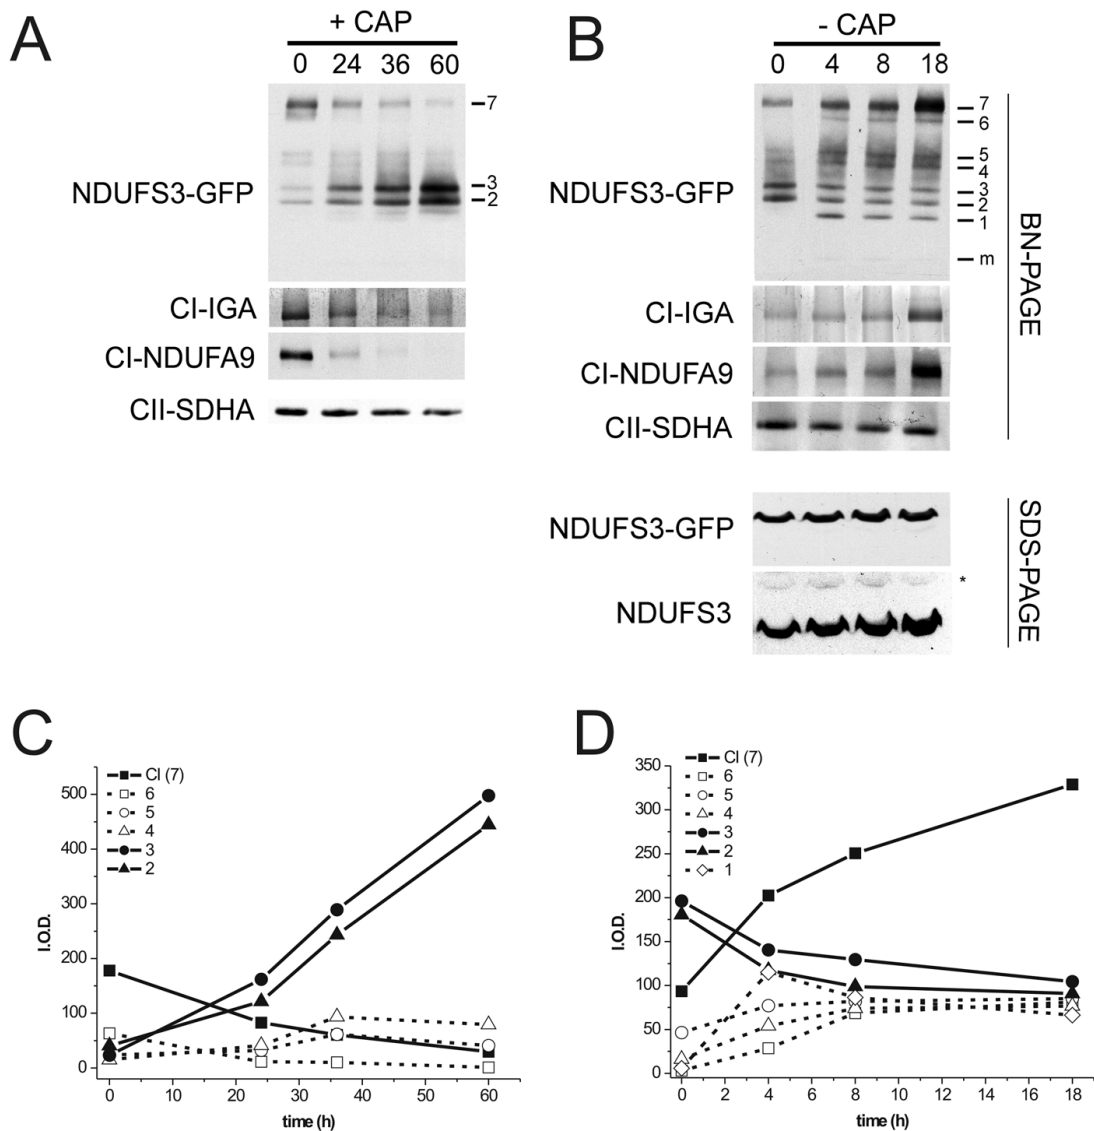 A
+ CAP
0 24 36 60
NDUFS3-GFP
7
3
2
CI-IGA
CI-NDUFA9
CII-SDHA
B
- CAP
0 4 8 18
NDUFS3-GFP
7
6
5
4
3
2
1
m
CI-IGA
CI-NDUFA9
CII-SDHA
BN-PAGE
NDUFS3-GFP
NDUFS3
*
SDS-PAGE
C
CI (7)
6
5
4
3
2
I.O.D.
500
400
300
200
100
0
0 10 20 30 40 50 60
time (h)
D
CI (7)
6
5
4
3
2
1
I.O.D.
350
300
250
200
150
100
50
0
0 2 4 6 8 10 12 14 16 18
time (h)